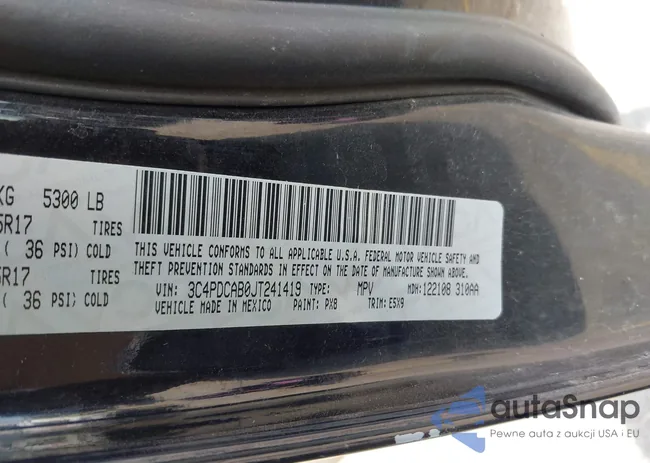 KG 5300 LB
5R17 TIRES
( 36 PSI) COLD
5R17 TIRES
( 36 PSI) COLD
THIS VEHICLE CONFORMS TO ALL APPLICABLE U.S.A. FEDERAL MOTOR VEHICLE SAFETY AND
THEFT PREVENTION STANDARDS IN EFFECT ON THE DATE OF MANUFACTURE SHOWN ABOVE.
VIN: 3C4PDCAB0JT241419 TYPE: MPV MDH: 122108 310AA
VEHICLE MADE IN MEXICO PAINT: PX8 TRIM: E5X9
autoSnap
Pewne auta z aukcji USA i EU